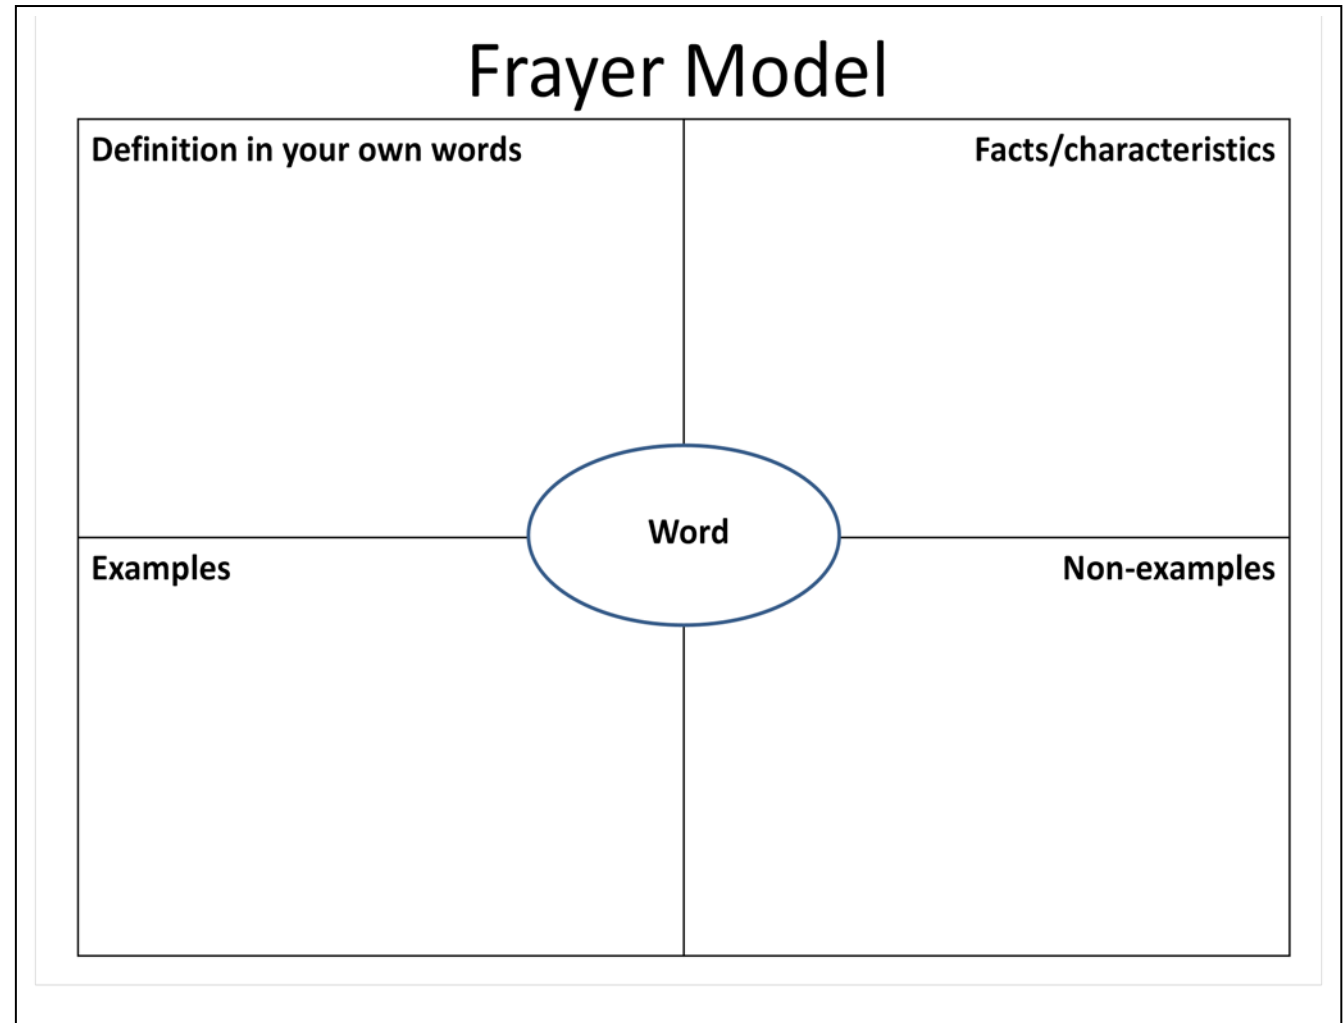 Frayer Model
Definition in your own words
Facts/characteristics
Word
Examples
Non-examples